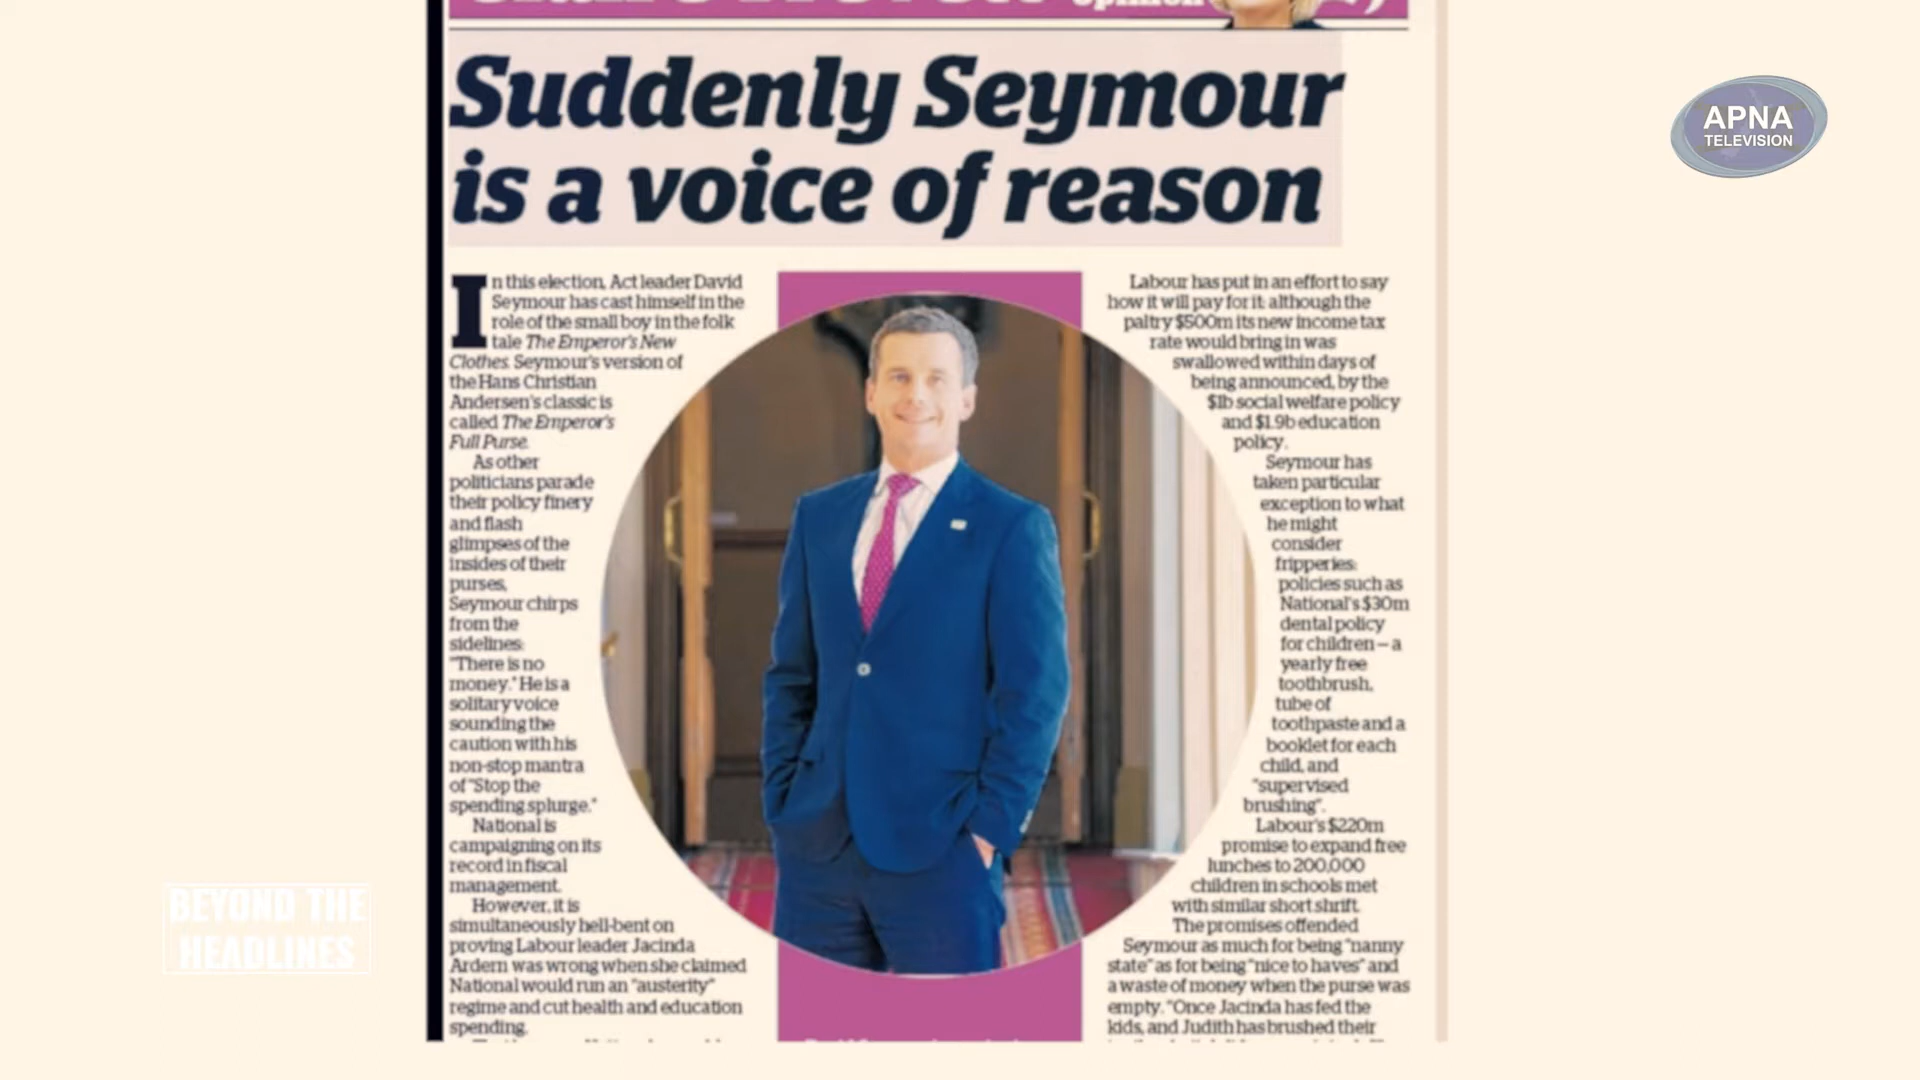 opinion
Suddenly Seymour
is a voice of reason
In this election, Act leader David
Seymour has cast himself in the
role of the small boy in the folk
tale The Emperor's New
Clothes. Seymour's version of
the Hans Christian
Andersen's classic is
called The Emperor's
Full Purse.
As other
politicians parade
their policy finery
and flash
glimpses of the
insides of their
purses,
Seymour chirps
from the
sidelines:
"There is no
money." He is a
solitary voice
sounding the
caution with his
non-stop mantra
of "Stop the
spending splurge."
National is
campaigning on its
record in fiscal
management.
However, it is
simultaneously hell-bent on
proving Labour leader Jacinda
Ardern was wrong when she claimed
National would run an "austerity"
regime and cut health and education
spending.
Labour has put in an effort to say
how it will pay for it: although the
paltry $500m its new income tax
rate would bring in was
swallowed within days of
being announced, by the
$1b social welfare policy
and $1.9b education
policy.
Seymour has
taken particular
exception to what
he might
consider
fripperies:
policies such as
National's $30m
dental policy
for children – a
yearly free
toothbrush,
tube of
toothpaste and a
booklet for each
child, and
"supervised
brushing".
Labour's $220m
promise to expand free
lunches to 200,000
children in schools met
with similar short shrift.
The promises offended
Seymour as much for being "nanny
state" as for being "nice to haves" and
a waste of money when the purse was
empty. "Once Jacinda has fed the
kids, and Judith has brushed their
APNA
TELEVISION
BEYOND THE
HEADLINES